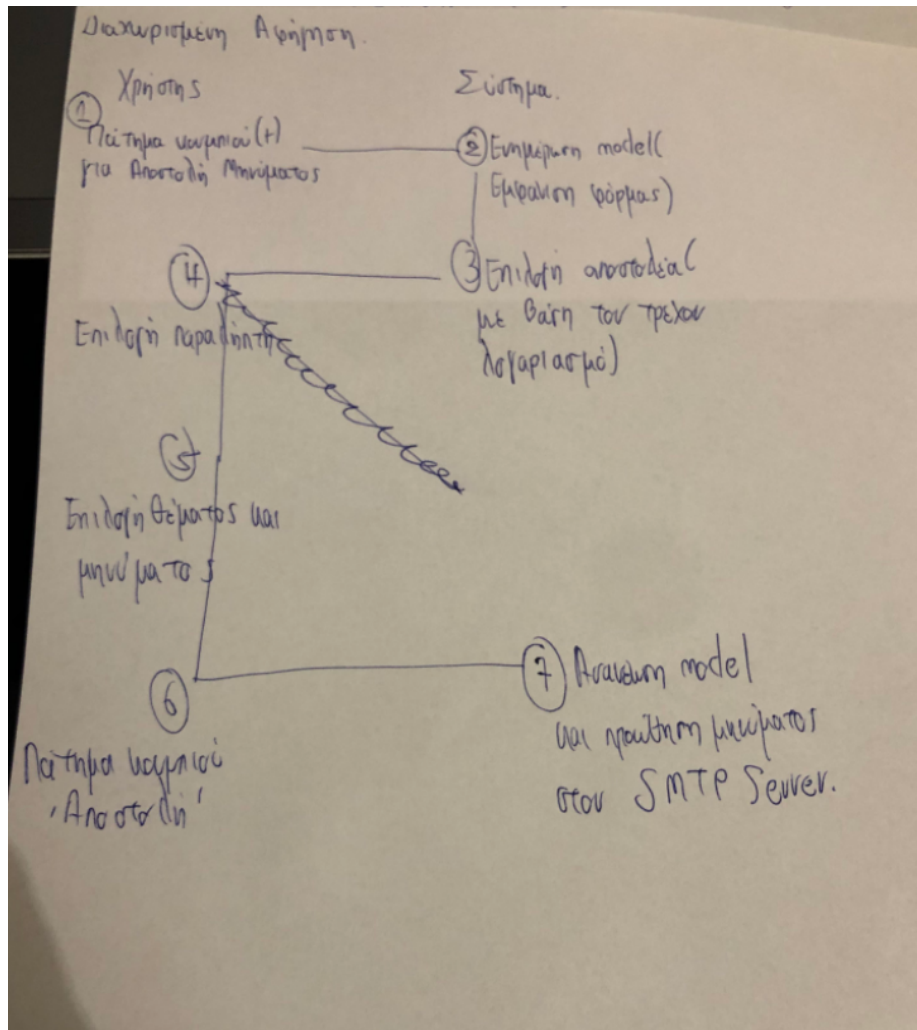 Διαχωρισμένη Αφήγηση.
Χρήστης
Σύστημα.
1
Πάτημα κουμπιού (+)
για Αποστολή Μηνύματος
2 Ενημέρωση model(
Εμφάνιση φόρμας)
3 Επιλογή αποστολέα(
με βάση τον τρέχον
λογαριασμό)
4
Επιλογή παραλήπτη
5
Επιλογή θέματος και
μηνύματος
6
Πάτημα κουμπιού
'Αποστολή'
7 Ανανέωση model
και προώθηση μηνύματος
στον SMTP Server.